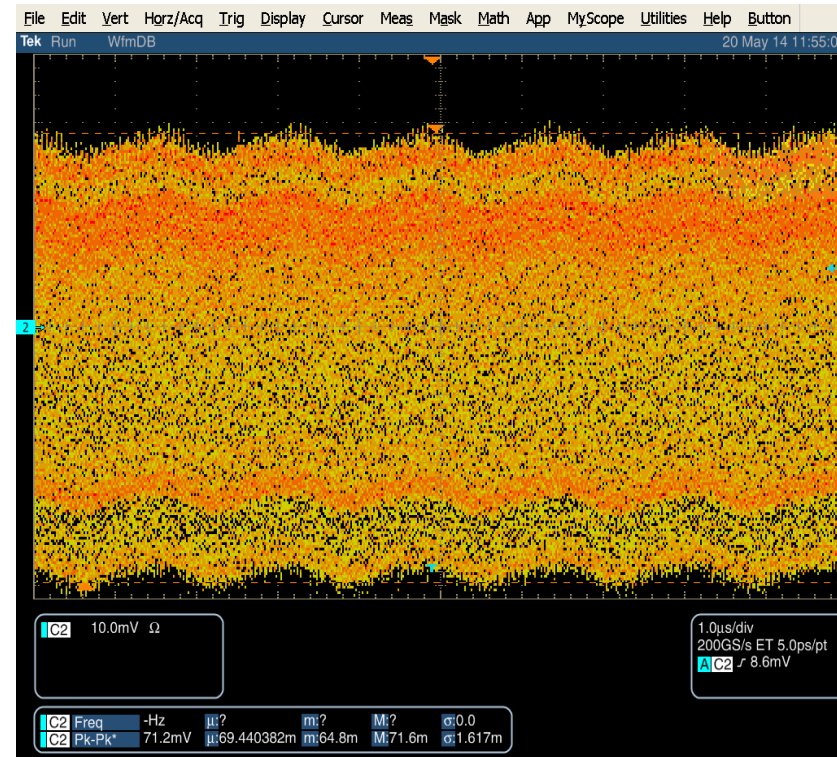 File Edit Vert Horz/Acq Trig Display Cursor Meas Mask Math App MyScope Utilities Help Button
Tek Run WfmDB 20 May 14 11:55:0
2
C2 10.0mV Ω
1.0µs/div
200GS/s ET 5.0ps/pt
A C2 8.6mV
C2 Freq -Hz µ:? m:? M:? σ:0.0
C2 Pk-Pk* 71.2mV µ:69.440382m m:64.8m M:71.6m σ:1.617m